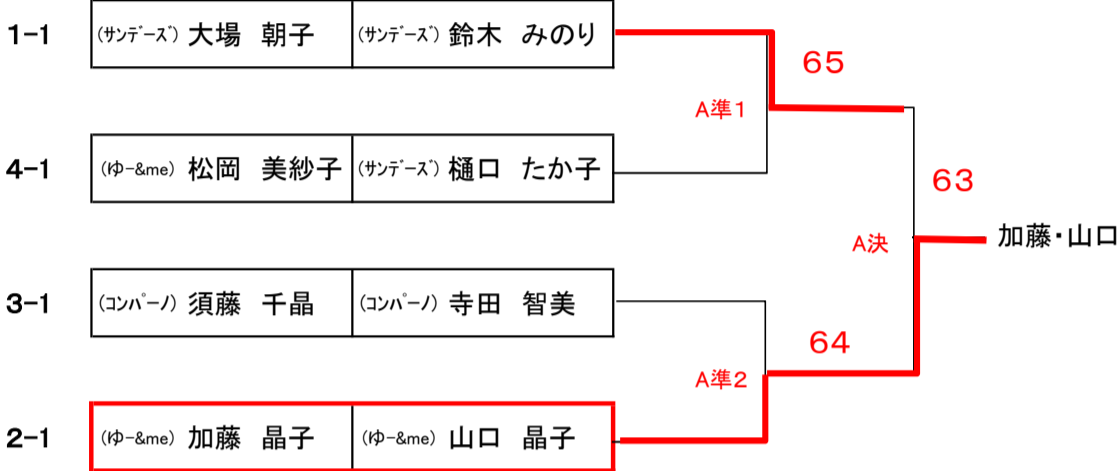 1-1 (サンデーズ) 大場 朝子 (サンデーズ) 鈴木 みのり
65
A準1
4-1 (ゆー&me) 松岡 美紗子 (サンデーズ) 樋口 たか子
63
A決 加藤・山口
3-1 (コンパーノ) 須藤 千晶 (コンパーノ) 寺田 智美
64
A準2
2-1 (ゆー&me) 加藤 晶子 (ゆー&me) 山口 晶子